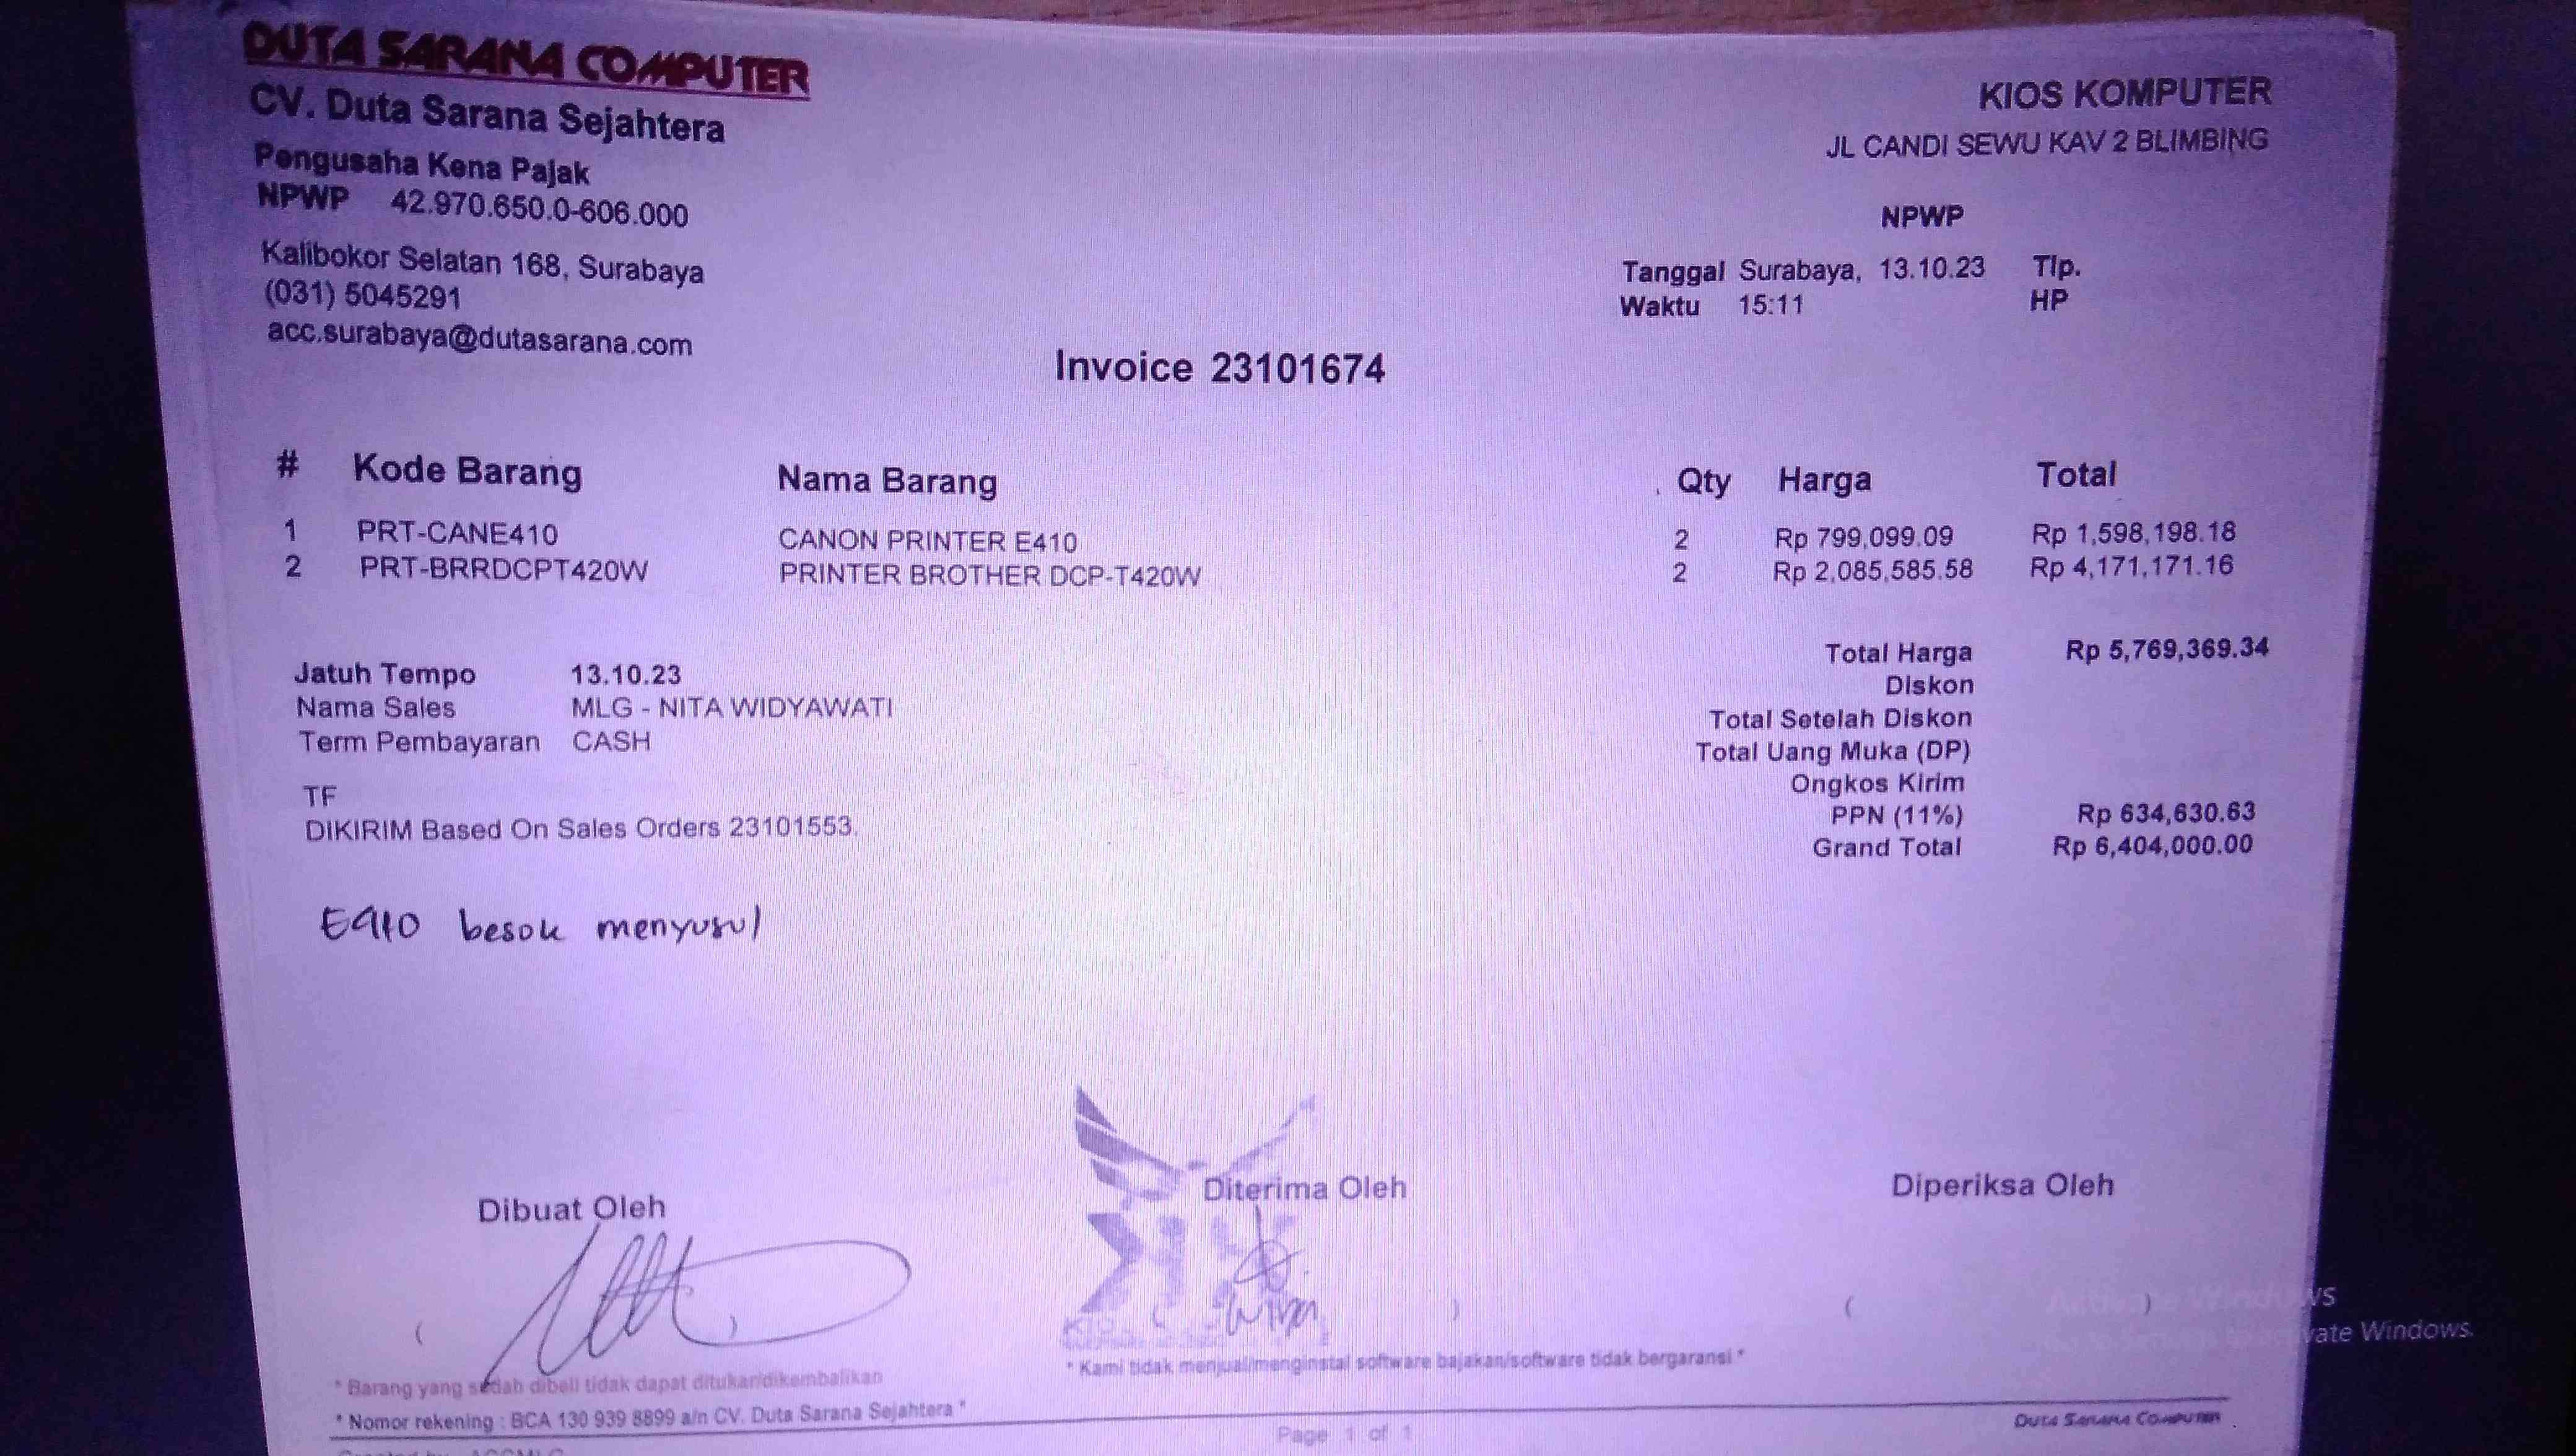 DUTA SARANA COMPUTER
CV. Duta Sarana Sejahtera
Pengusaha Kena Pajak
NPWP 42.970.650.0-606.000
Kalibokor Selatan 168, Surabaya
(031) 5045291
acc.surabaya@dutasarana.com
KIOS KOMPUTER
JL CANDI SEWU KAV 2 BLIMBING
NPWP
Tanggal Surabaya, 13.10.23 Tlp.
Waktu 15:11 HP
Invoice 23101674
# Kode Barang Nama Barang Qty Harga Total
1 PRT-CANE410 CANON PRINTER E410 2 Rp 799,099.09 Rp 1,598,198.18
2 PRT-BRRDCPT420W PRINTER BROTHER DCP-T420W 2 Rp 2,085,585.58 Rp 4,171,171.16
Jatuh Tempo 13.10.23
Nama Sales MLG - NITA WIDYAWATI
Term Pembayaran CASH
TF
DIKIRIM Based On Sales Orders 23101553.
Total Harga Rp 5,769,369.34
Diskon
Total Setelah Diskon
Total Uang Muka (DP)
Ongkos Kirim
PPN (11%) Rp 634,630.63
Grand Total Rp 6,404,000.00
E410 besok menyusul
Dibuat Oleh Diterima Oleh Diperiksa Oleh
( ) ( ) ( )
* Barang yang sudah dibeli tidak dapat ditukar/dikembalikan
* Kami tidak menjual/menginstal software bajakan/software tidak bergaransi *
* Nomor rekening : BCA 130 939 8899 a/n CV. Duta Sarana Sejahtera *
DUTA SARANA COMPUTER
Page 1 of 1
Windows.